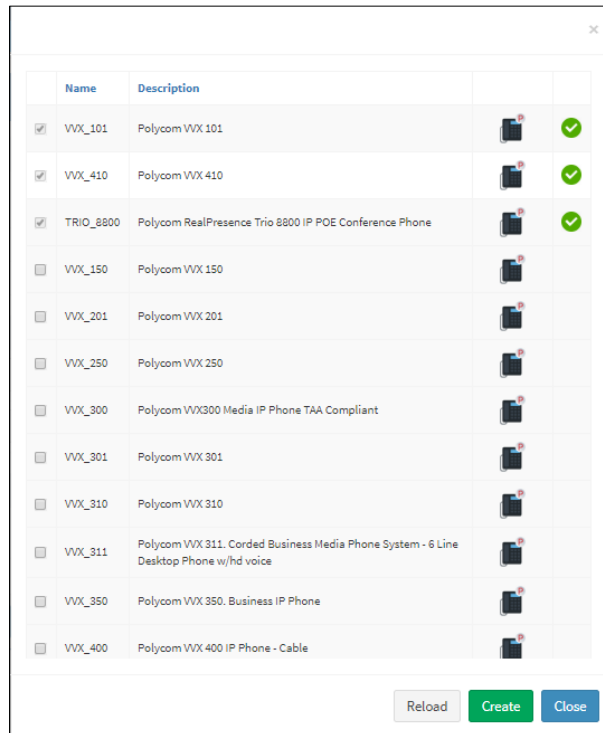 ×
Name Description
VVX_101 Polycom VVX 101
VVX_410 Polycom VVX 410
TRIO_8800 Polycom RealPresence Trio 8800 IP POE Conference Phone
VVX_150 Polycom VVX 150
VVX_201 Polycom VVX 201
VVX_250 Polycom VVX 250
VVX_300 Polycom VVX300 Media IP Phone TAA Compliant
VVX_301 Polycom VVX 301
VVX_310 Polycom VVX 310
VVX_311 Polycom VVX 311. Corded Business Media Phone System - 6 Line
Desktop Phone w/hd voice
VVX_350 Polycom VVX 350. Business IP Phone
VVX_400 Polycom VVX 400 IP Phone - Cable
Reload Create Close